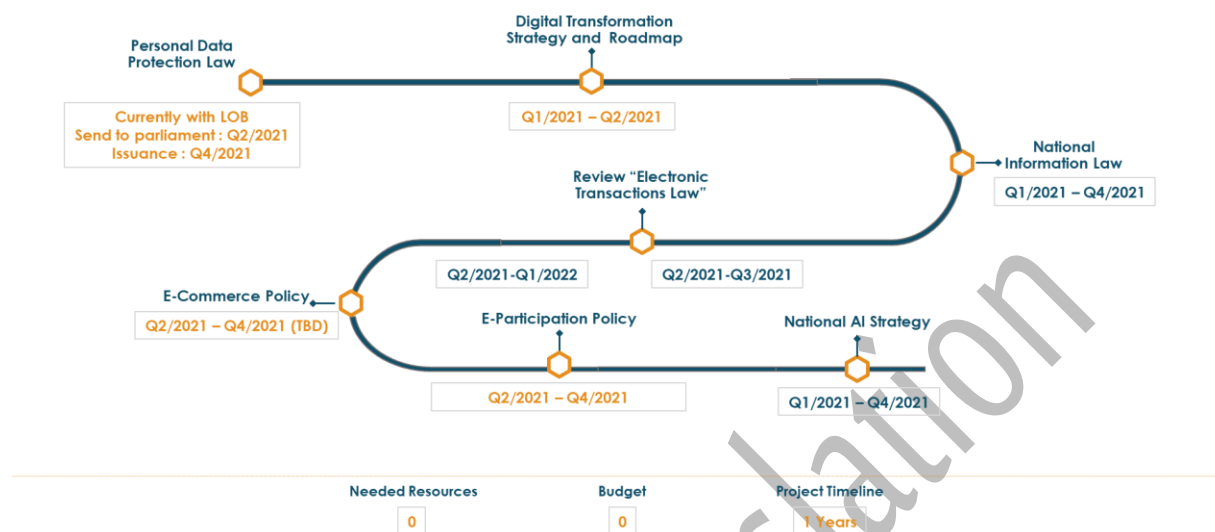 Digital Transformation
Strategy and Roadmap
Personal Data
Protection Law
Currently with LOB
Send to parliament : Q2/2021
Issuance : Q4/2021
Q1/2021 – Q2/2021
National
Information Law
Q1/2021 – Q4/2021
Review “Electronic
Transactions Law”
Q2/2021-Q1/2022
Q2/2021-Q3/2021
E-Commerce Policy
Q2/2021 – Q4/2021 (TBD)
E-Participation Policy
Q2/2021 – Q4/2021
National AI Strategy
Q1/2021 – Q4/2021
Needed Resources
Budget
Project Timeline
0
0
1 Years